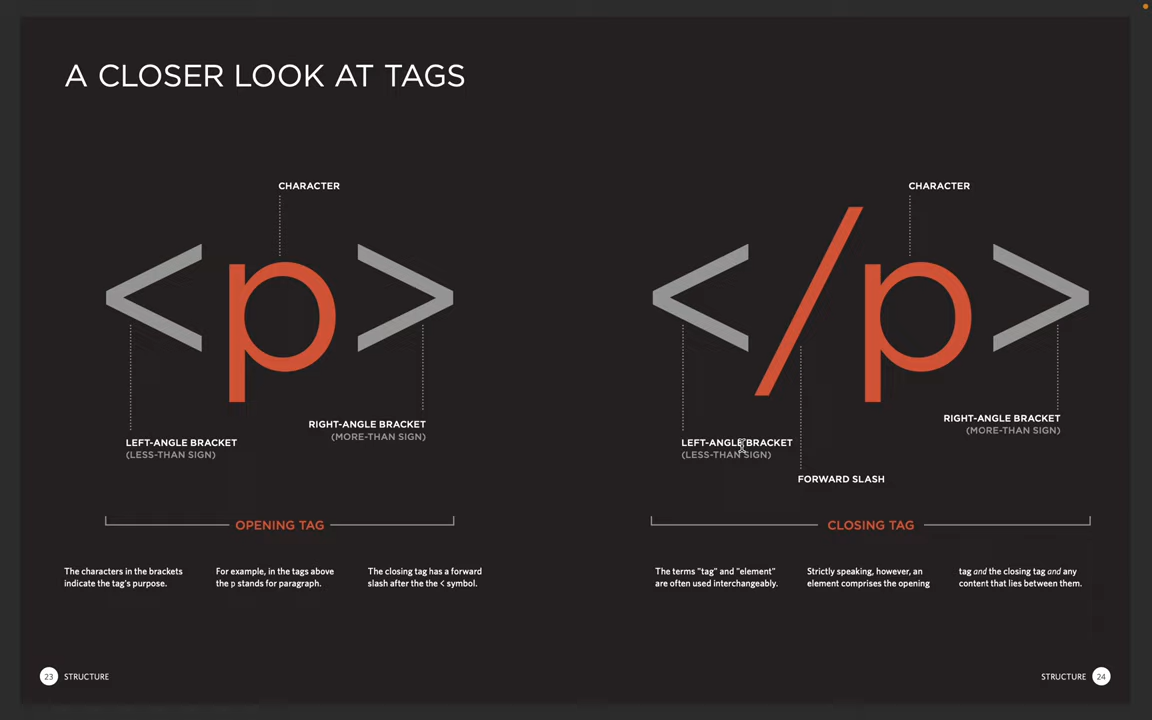 A CLOSER LOOK AT TAGS
CHARACTER
<p>
LEFT-ANGLE BRACKET
(LESS-THAN SIGN)
RIGHT-ANGLE BRACKET
(MORE-THAN SIGN)
OPENING TAG
The characters in the brackets
indicate the tag's purpose.
For example, in the tags above
the p stands for paragraph.
The closing tag has a forward
slash after the the < symbol.
CHARACTER
</p>
LEFT-ANGLE BRACKET
(LESS-THAN SIGN)
FORWARD SLASH
RIGHT-ANGLE BRACKET
(MORE-THAN SIGN)
CLOSING TAG
The terms "tag" and "element"
are often used interchangeably.
Strictly speaking, however, an
element comprises the opening
tag and the closing tag and any
content that lies between them.
23 STRUCTURE
STRUCTURE 24